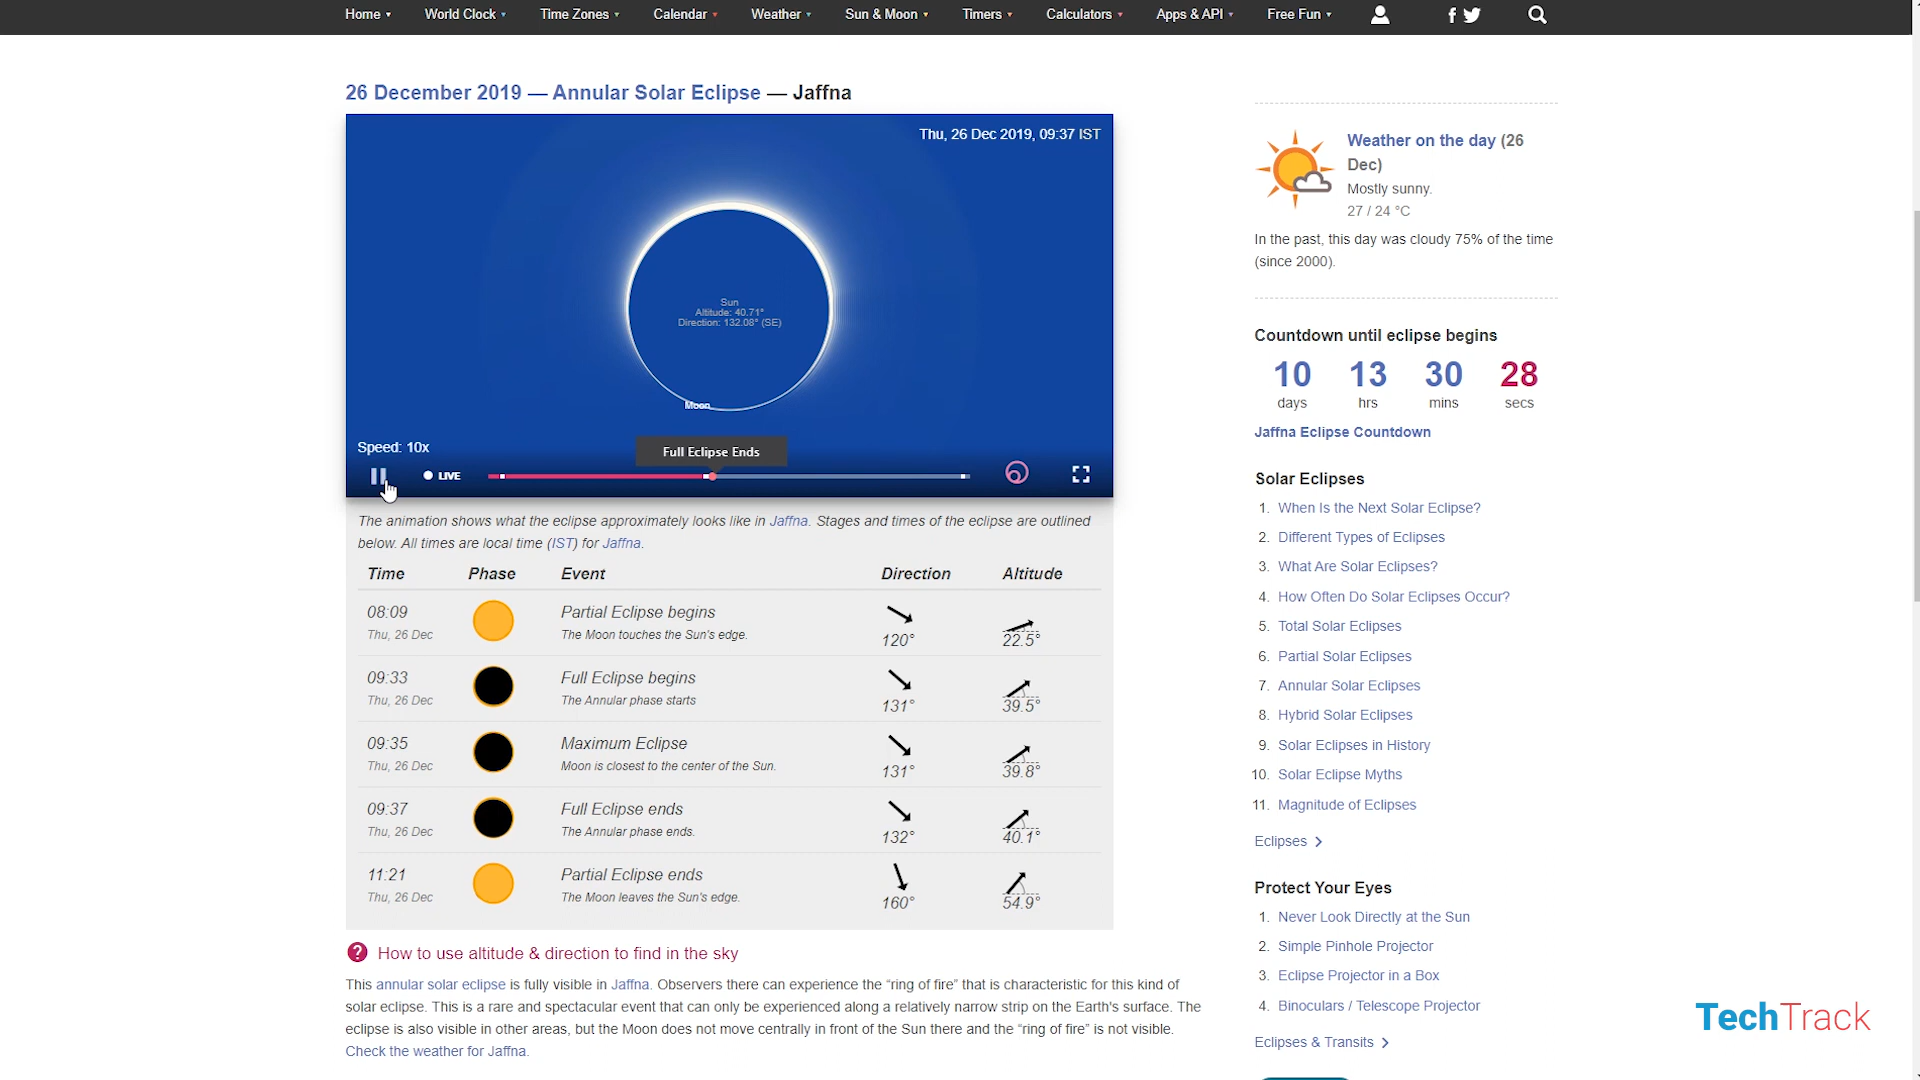 Home World Clock Time Zones Calendar Weather Sun & Moon Timers Calculators Apps & API Free Fun
26 December 2019 — Annular Solar Eclipse — Jaffna
Thu, 26 Dec 2019, 09:37 IST
Sun
Altitude: 40.71°
Direction: 132.08° (SE)
Moon
Speed: 10x
Full Eclipse Ends
LIVE
The animation shows what the eclipse approximately looks like in Jaffna. Stages and times of the eclipse are outlined
below. All times are local time (IST) for Jaffna.
Time Phase Event Direction Altitude
08:09 Partial Eclipse begins
Thu, 26 Dec The Moon touches the Sun's edge. 120° 22.5°
09:33 Full Eclipse begins
Thu, 26 Dec The Annular phase starts 131° 39.5°
09:35 Maximum Eclipse
Thu, 26 Dec Moon is closest to the center of the Sun. 131° 39.8°
09:37 Full Eclipse ends
Thu, 26 Dec The Annular phase ends. 132° 40.1°
11:21 Partial Eclipse ends
Thu, 26 Dec The Moon leaves the Sun's edge. 160° 54.9°
? How to use altitude & direction to find in the sky
This annular solar eclipse is fully visible in Jaffna. Observers there can experience the “ring of fire” that is characteristic for this kind of
solar eclipse. This is a rare and spectacular event that can only be experienced along a relatively narrow strip on the Earth's surface. The
eclipse is also visible in other areas, but the Moon does not move centrally in front of the Sun there and the “ring of fire” is not visible.
Check the weather for Jaffna.
Weather on the day (26
Dec)
Mostly sunny.
27 / 24 °C
In the past, this day was cloudy 75% of the time
(since 2000).
Countdown until eclipse begins
10 13 30 28
days hrs mins secs
Jaffna Eclipse Countdown
Solar Eclipses
1. When Is the Next Solar Eclipse?
2. Different Types of Eclipses
3. What Are Solar Eclipses?
4. How Often Do Solar Eclipses Occur?
5. Total Solar Eclipses
6. Partial Solar Eclipses
7. Annular Solar Eclipses
8. Hybrid Solar Eclipses
9. Solar Eclipses in History
10. Solar Eclipse Myths
11. Magnitude of Eclipses
Eclipses
Protect Your Eyes
1. Never Look Directly at the Sun
2. Simple Pinhole Projector
3. Eclipse Projector in a Box
4. Binoculars / Telescope Projector
Eclipses & Transits
TechTrack